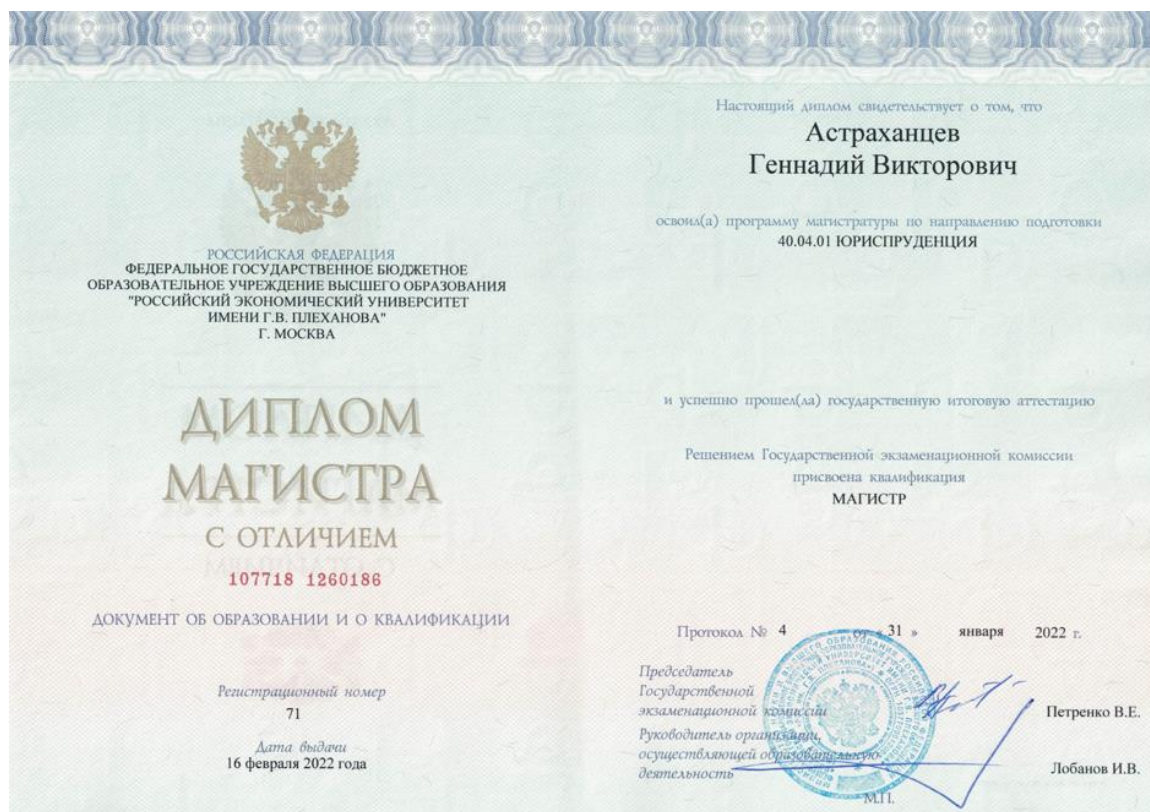 РОССИЙСКАЯ ФЕДЕРАЦИЯ
ФЕДЕРАЛЬНОЕ ГОСУДАРСТВЕННОЕ БЮДЖЕТНОЕ
ОБРАЗОВАТЕЛЬНОЕ УЧРЕЖДЕНИЕ ВЫСШЕГО ОБРАЗОВАНИЯ
"РОССИЙСКИЙ ЭКОНОМИЧЕСКИЙ УНИВЕРСИТЕТ
ИМЕНИ Г.В. ПЛЕХАНОВА"
Г. МОСКВА
ДИПЛОМ
МАГИСТРА
С ОТЛИЧИЕМ
107718 1260186
ДОКУМЕНТ ОБ ОБРАЗОВАНИИ И О КВАЛИФИКАЦИИ
Регистрационный номер
71
Дата выдачи
16 февраля 2022 года
Настоящий диплом свидетельствует о том, что
Астраханцев
Геннадий Викторович
освоил(а) программу магистратуры по направлению подготовки
40.04.01 ЮРИСПРУДЕНЦИЯ
и успешно прошел(ла) государственную итоговую аттестацию
Решением Государственной экзаменационной комиссии
присвоена квалификация
МАГИСТР
Протокол № 4 от « 31 » января 2022 г.
Председатель
Государственной
экзаменационной комиссии
Петренко В.Е.
Руководитель организации,
осуществляющей образовательную
деятельность
Лобанов И.В.
М.П.